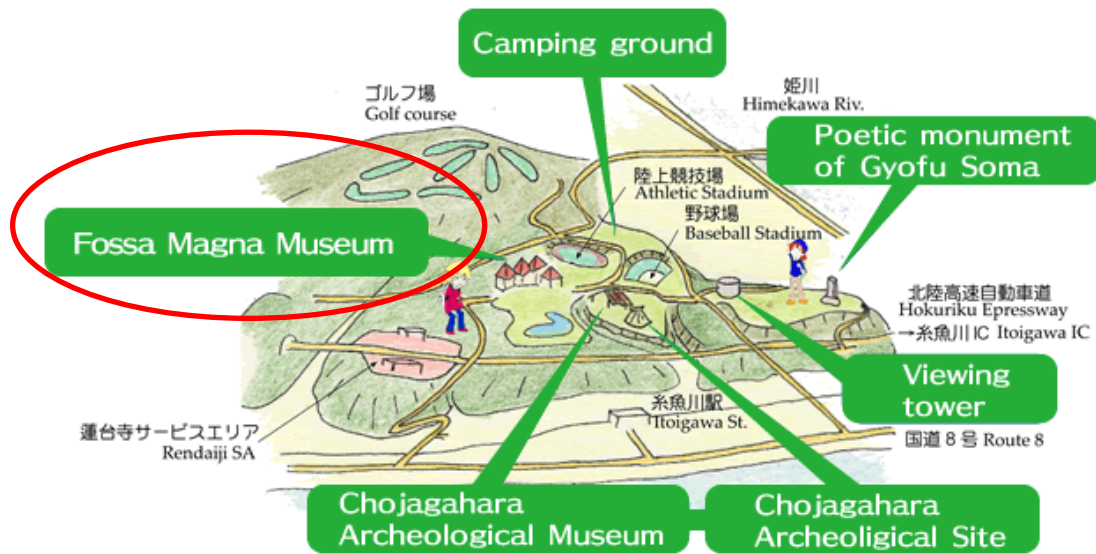 Camping ground
ゴルフ場
Golf course
姫川
Himekawa Riv.
Poetic monument
of Gyofu Soma
陸上競技場
Athletic Stadium
野球場
Baseball Stadium
Fossa Magna Museum
北陸高速自動車道
Hokuriku Epressway
→糸魚川IC Itoigawa IC
Viewing
tower
糸魚川駅
Itoigawa St.
国道8号 Route 8
蓮台寺サービスエリア
Rendaiji SA
Chojagahara
Archeological Museum
Chojagahara
Archeoligical Site